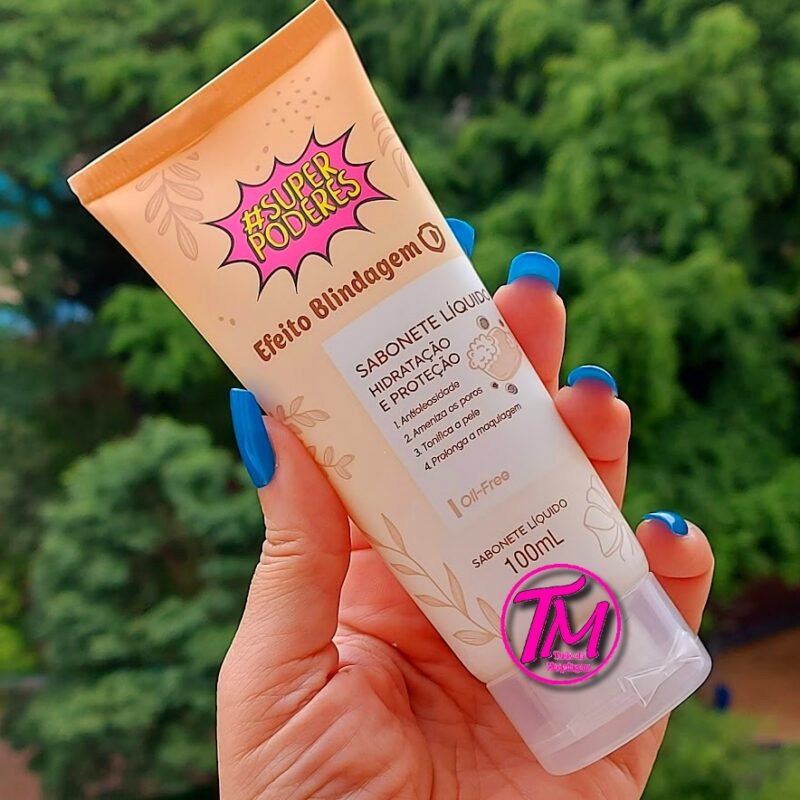 #SUPER
PODERES
Efeito Blindagem
SABONETE LÍQUIDO
HIDRATAÇÃO
E PROTEÇÃO
1. Antioleosidade
2. Ameniza os poros
3. Tonifica a pele
4. Prolonga a maquiagem
Oil-Free
SABONETE LÍQUIDO
100mL
TM